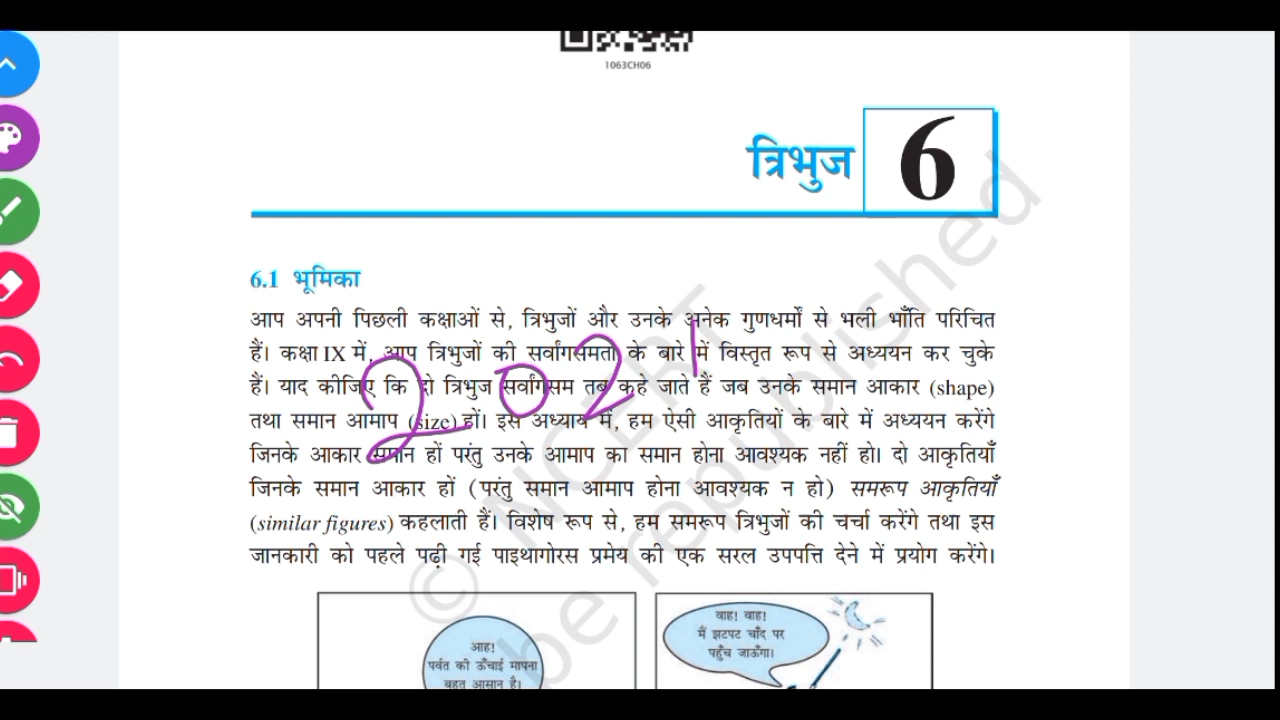 1063CH06
त्रिभुज 6
6.1 भूमिका
आप अपनी पिछली कक्षाओं से, त्रिभुजों और उनके अनेक गुणधर्मों से भली भाँति परिचित
हैं। कक्षा IX में, आप त्रिभुजों की सर्वांगसमता के बारे में विस्तृत रूप से अध्ययन कर चुके
हैं। याद कीजिए कि दो त्रिभुज सर्वांगसम तब कहे जाते हैं जब उनके समान आकार (shape)
तथा समान आमाप (size) हों। इस अध्याय में, हम ऐसी आकृतियों के बारे में अध्ययन करेंगे
जिनके आकार समान हों परंतु उनके आमाप का समान होना आवश्यक नहीं हो। दो आकृतियाँ
जिनके समान आकार हों (परंतु समान आमाप होना आवश्यक न हो) समरूप आकृतियाँ
(similar figures) कहलाती हैं। विशेष रूप से, हम समरूप त्रिभुजों की चर्चा करेंगे तथा इस
जानकारी को पहले पढ़ी गई पाइथागोरस प्रमेय की एक सरल उपपत्ति देने में प्रयोग करेंगे।
2021
© NCERT
be republished
आह!
पर्वत की ऊँचाई मापना
बहुत आसान है।
वाह! वाह!
मैं झटपट चाँद पर
पहुँच जाऊँगा।